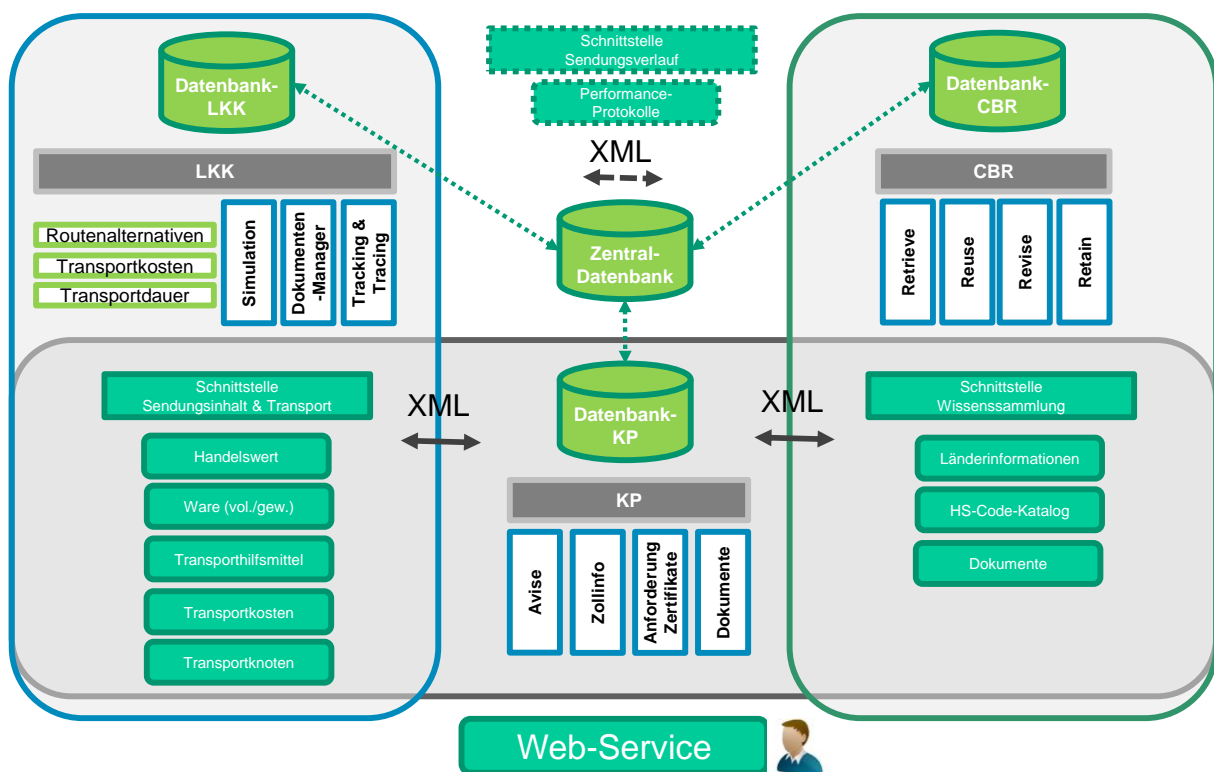 Schnittstelle
Sendungsverlauf
Performance-
Protokolle
XML
Datenbank-
LKK
LKK
Routenalternativen
Transportkosten
Transportdauer
Simulation
Dokumenten
-Manager
Tracking &
Tracing
Zentral-
Datenbank
Datenbank-
CBR
CBR
Retrieve
Reuse
Revise
Retain
Schnittstelle
Sendungsinhalt & Transport
Handelswert
Ware (vol./gew.)
Transporthilfsmittel
Transportkosten
Transportknoten
XML
Datenbank-
KP
KP
Avise
Zollinfo
Anforderung
Zertifikate
Dokumente
XML
Schnittstelle
Wissenssammlung
Länderinformationen
HS-Code-Katalog
Dokumente
Web-Service